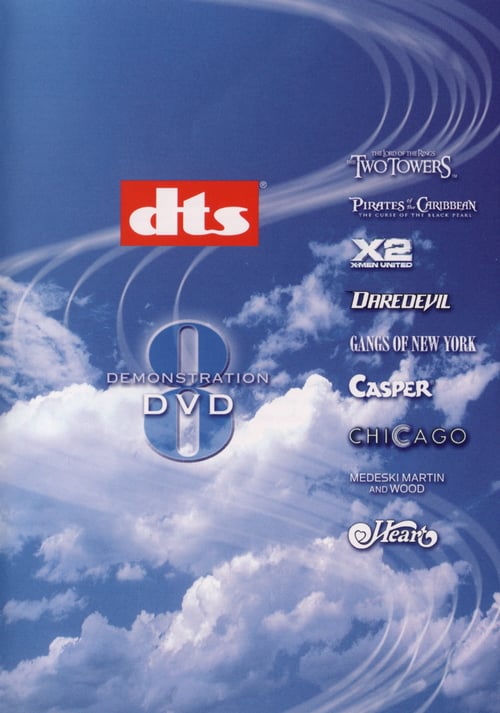 dts®
8
DEMONSTRATION
DVD
THE LORD OF THE RINGS
THE TWO TOWERS™
PIRATES of the CARIBBEAN
THE CURSE OF THE BLACK PEARL
X2
X-MEN UNITED
DAREDEVIL
GANGS OF NEW YORK
CASPER
CHICAGO
MEDESKI MARTIN
AND WOOD
Heart